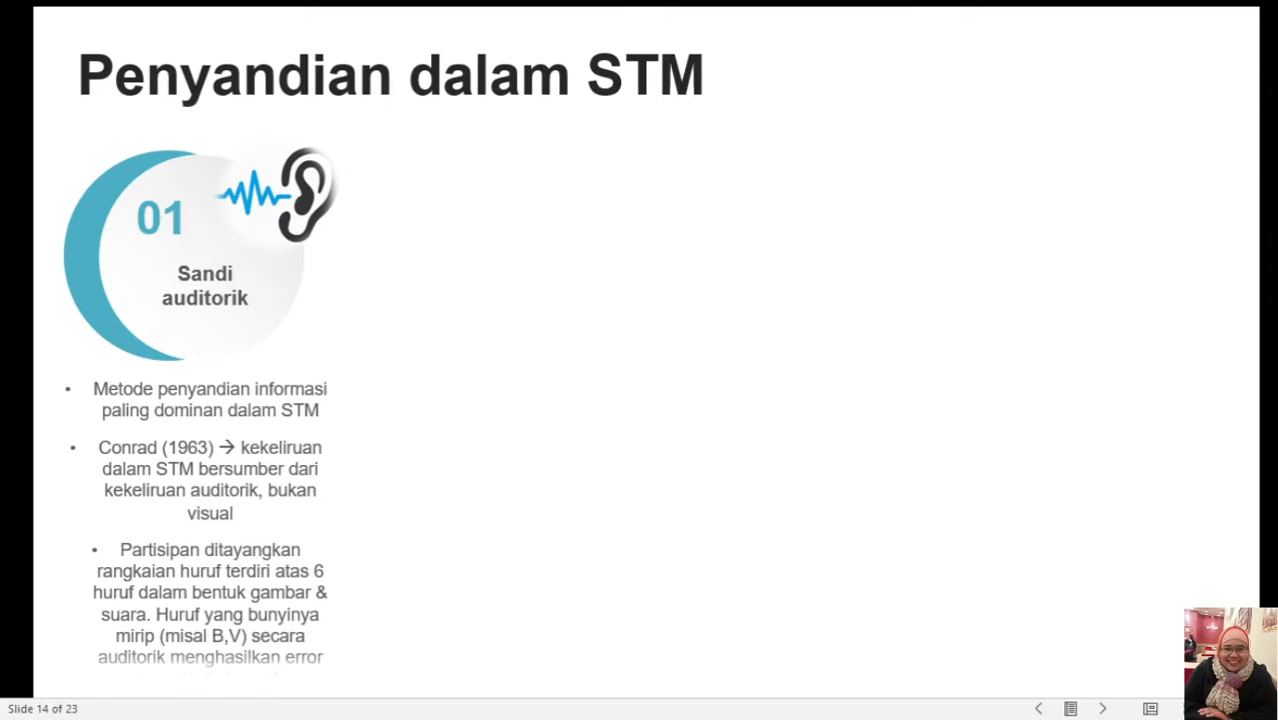 Penyandian dalam STM
01
Sandi
auditorik
• Metode penyandian informasi
paling dominan dalam STM
• Conrad (1963) → kekeliruan
dalam STM bersumber dari
kekeliruan auditorik, bukan
visual
• Partisipan ditayangkan
rangkaian huruf terdiri atas 6
huruf dalam bentuk gambar &
suara. Huruf yang bunyinya
mirip (misal B,V) secara
auditorik menghasilkan error
Slide 14 of 23